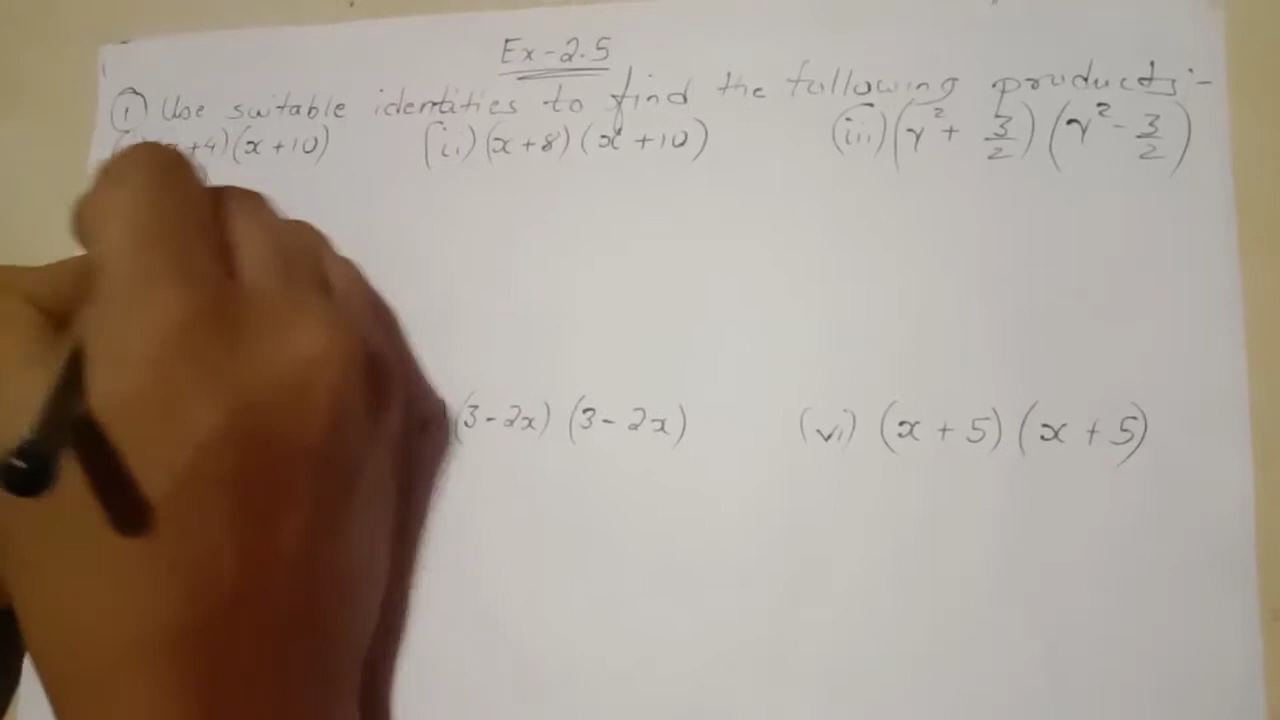 Ex-2.5
① Use suitable identities to find the following products:-
+4)(x+10) (ii) (x+8)(x+10) (iii) (y² + 3/2)(y² - 3/2)
(3-2x) (3-2x) (vi) (x+5)(x+5)